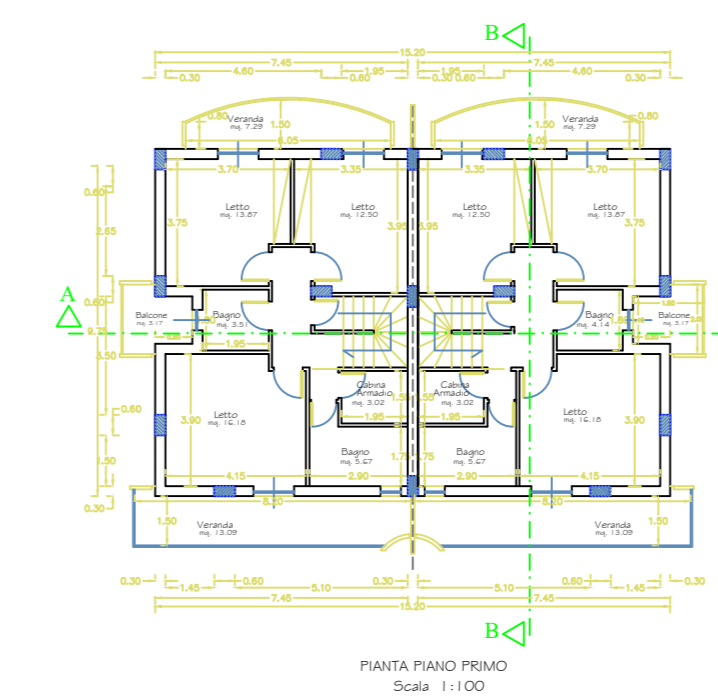 B
15.20
7.45 7.45
0.30 4.60 0.60 1.95 0.30 0.60 4.60 0.30
1.95
0.80 Veranda 1.50 1.50 Veranda 0.80
mq. 7.29 mq. 7.29
3.70 3.35 3.35 3.70
0.60
Letto Letto Letto Letto
mq. 13.87 mq. 12.50 mq. 12.50 mq. 13.87
3.75 3.95 3.95 3.75
2.65
A
0.60
Balcone Bagno Bagno Balcone
mq. 3.17 mq. 3.51 mq. 4.14 mq. 3.17
9.75
1.95
3.50
Cabina Cabina
Armadio Armadio
mq. 3.02 mq. 3.02
1.55 1.55
3.90 3.90
0.60
Letto 1.95 1.95 Letto
mq. 16.18 mq. 16.18
Bagno 1.75 1.75 Bagno
mq. 5.67 mq. 5.67
1.50
4.15 2.90 2.90 4.15
8.20 8.20
0.30
1.50 Veranda Veranda 1.50
mq. 13.09 mq. 13.09
0.30 0.60 0.30 0.60 0.30
1.45 5.10 5.10 1.45
7.45 7.45
15.20
B
PIANTA PIANO PRIMO
Scala 1:100